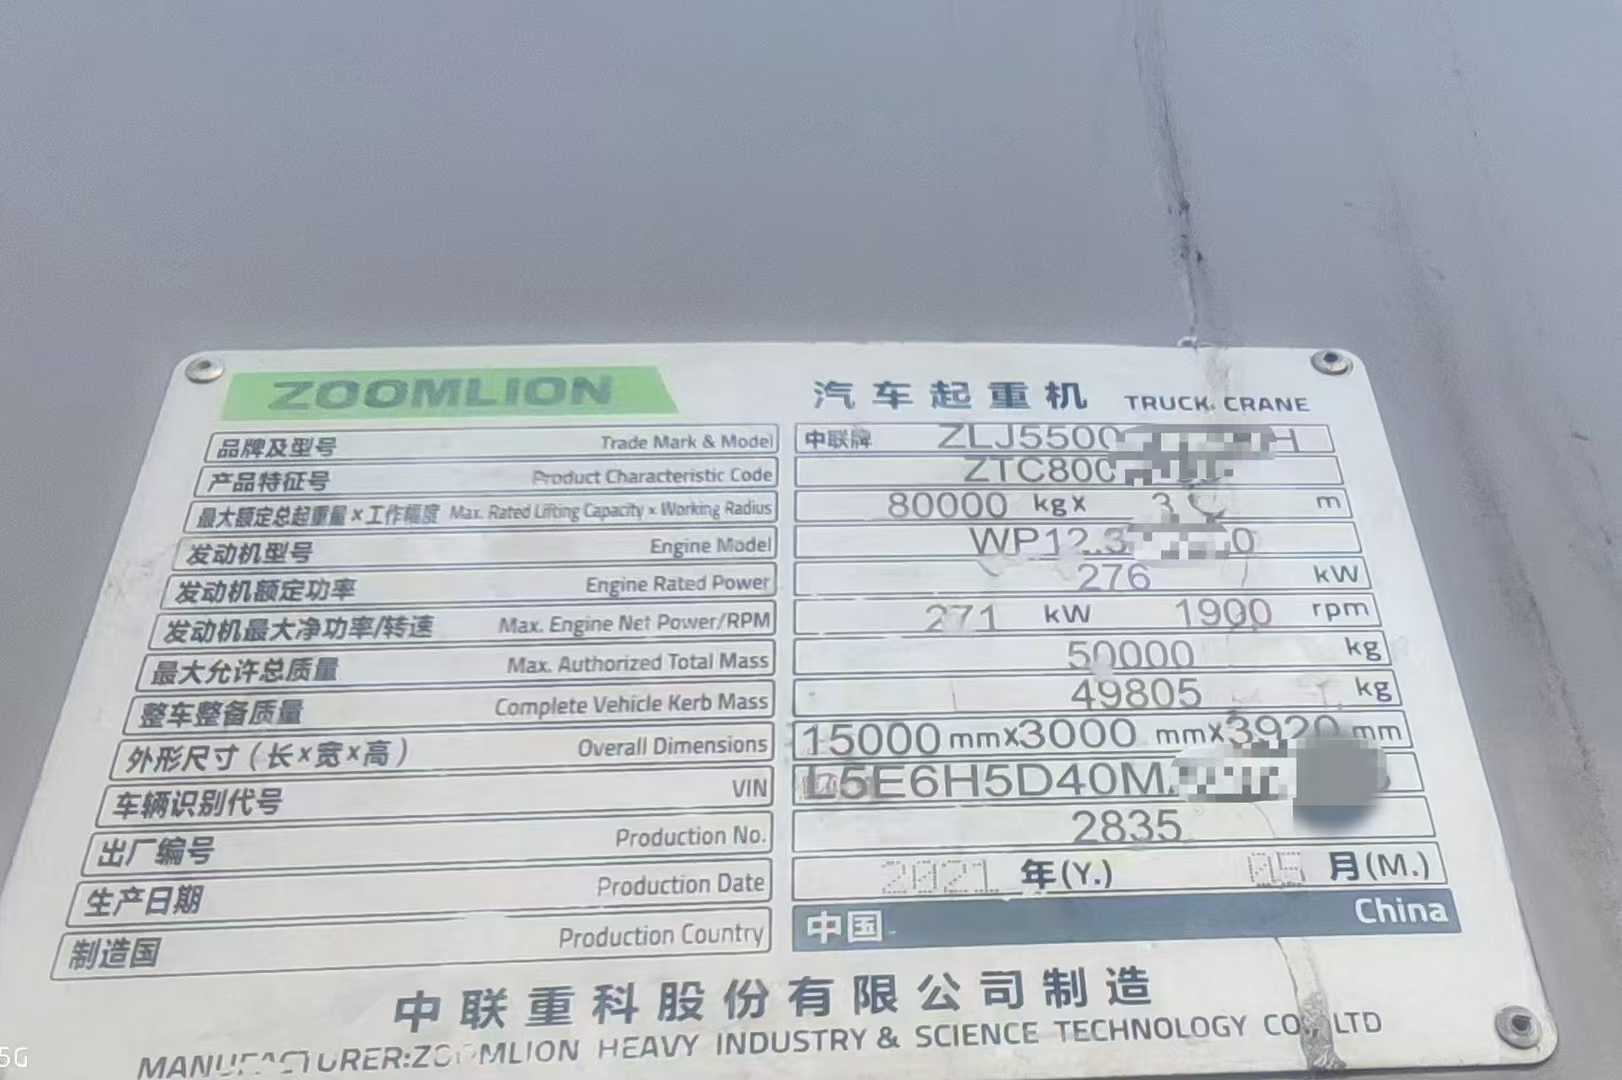 ZOOMLION 汽车起重机 TRUCK CRANE
品牌及型号 Trade Mark & Model 中联牌
产品特征号 Product Characteristic Code
最大额定总起重量×工作幅度 Max. Rated Lifting Capacity × Working Radius 80000 kg x 3 m
发动机型号 Engine Model
发动机额定功率 Engine Rated Power 276 kW
发动机最大净功率/转速 Max. Engine Net Power/RPM 271 kW 1900 rpm
最大允许总质量 Max. Authorized Total Mass 50000 kg
整车整备质量 Complete Vehicle Kerb Mass 49805 kg
外形尺寸(长×宽×高) Overall Dimensions 15000 mm×3000 mm×3920 mm
车辆识别代号 VIN
出厂编号 Production No. 2835
生产日期 Production Date 2021 年(Y.) 05 月(M.)
制造国 Production Country 中国 China
中联重科股份有限公司制造
MANUFACTURER:ZOOMLION HEAVY INDUSTRY & SCIENCE TECHNOLOGY CO., LTD
5G